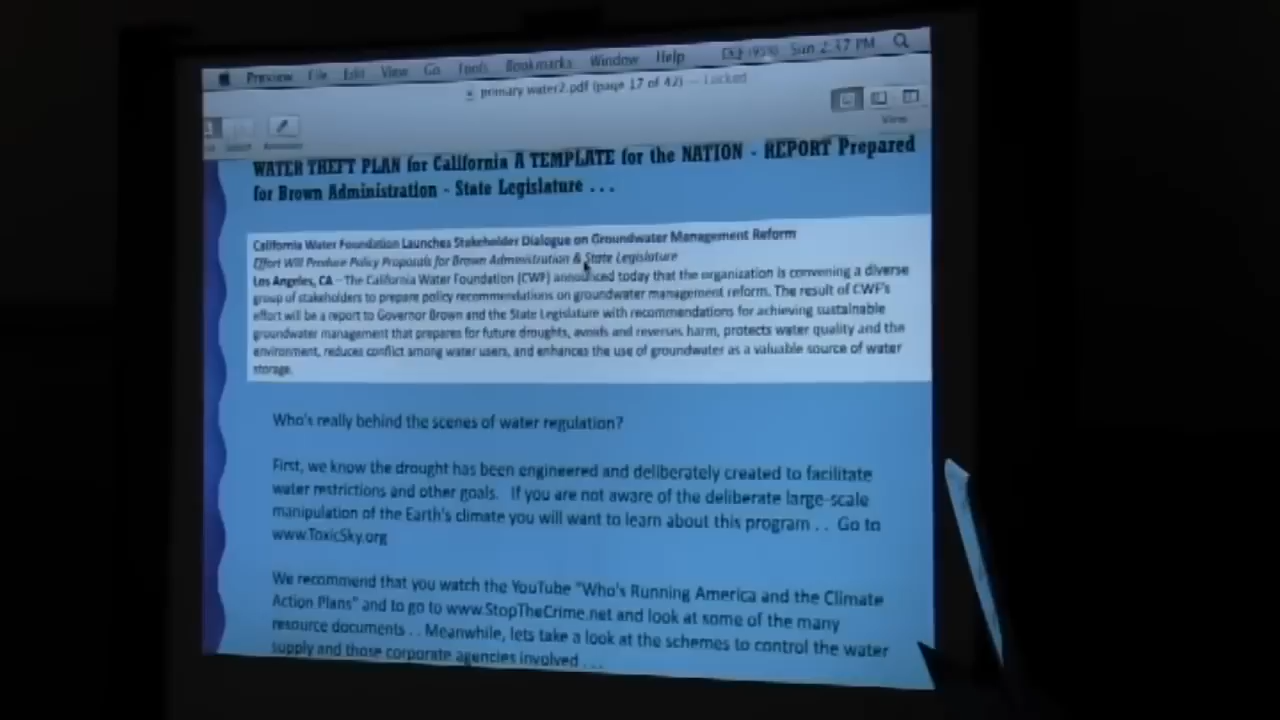 Preview File Edit View Go Tools Bookmarks Window Help (95%) Sun 2:37 PM
primary water2.pdf (page 17 of 42) — Locked
View
WATER THEFT PLAN for California A TEMPLATE for the NATION - REPORT Prepared
for Brown Administration - State Legislature . . .
California Water Foundation Launches Stakeholder Dialogue on Groundwater Management Reform
Effort Will Produce Policy Proposals for Brown Administration & State Legislature
Los Angeles, CA – The California Water Foundation (CWF) announced today that the organization is convening a diverse
group of stakeholders to prepare policy recommendations on groundwater management reform. The result of CWF's
effort will be a report to Governor Brown and the State Legislature with recommendations for achieving sustainable
groundwater management that prepares for future droughts, avoids and reverses harm, protects water quality and the
environment, reduces conflict among water users, and enhances the use of groundwater as a valuable source of water
storage.
Who's really behind the scenes of water regulation?
First, we know the drought has been engineered and deliberately created to facilitate
water restrictions and other goals. If you are not aware of the deliberate large-scale
manipulation of the Earth's climate you will want to learn about this program . . Go to
www.ToxicSky.org
We recommend that you watch the YouTube "Who's Running America and the Climate
Action Plans" and to go to www.StopTheCrime.net and look at some of the many
resource documents . . Meanwhile, lets take a look at the schemes to control the water
supply and those corporate agencies involved . . .